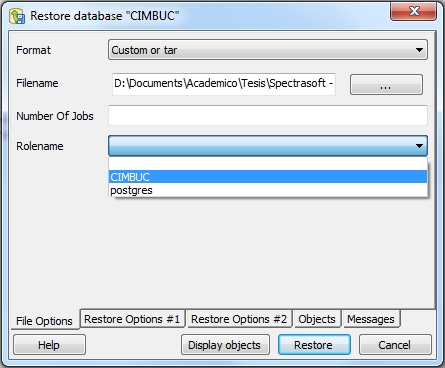 Restore database "CIMBUC"
Format
Custom or tar
Filename
D:\Documents\Academico\Tesis\Spectrasoft -
...
Number Of Jobs
Rolename
CIMBUC
postgres
File Options
Restore Options #1
Restore Options #2
Objects
Messages
Help
Display objects
Restore
Cancel